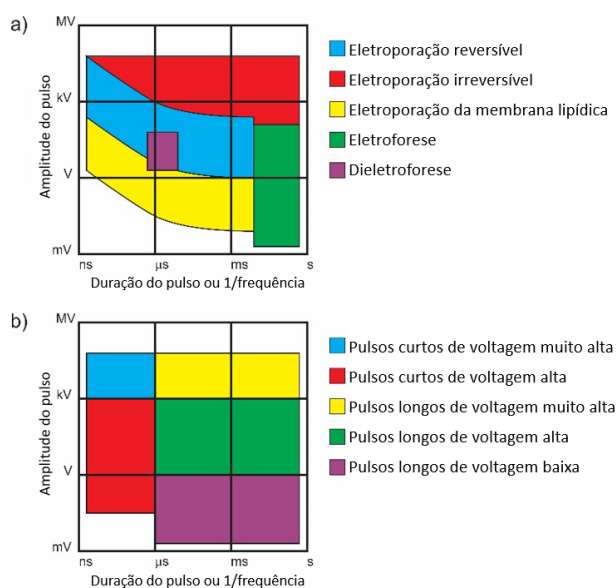 a)
MV
kV
V
mV
Amplitude do pulso
ns
μs
ms
s
Duração do pulso ou 1/frequência
Eletroporação reversível
Eletroporação irreversível
Eletroporação da membrana lipídica
Eletroforese
Dieletroforese
b)
MV
kV
V
mV
Amplitude do pulso
ns
μs
ms
s
Duração do pulso ou 1/frequência
Pulsos curtos de voltagem muito alta
Pulsos curtos de voltagem alta
Pulsos longos de voltagem muito alta
Pulsos longos de voltagem alta
Pulsos longos de voltagem baixa